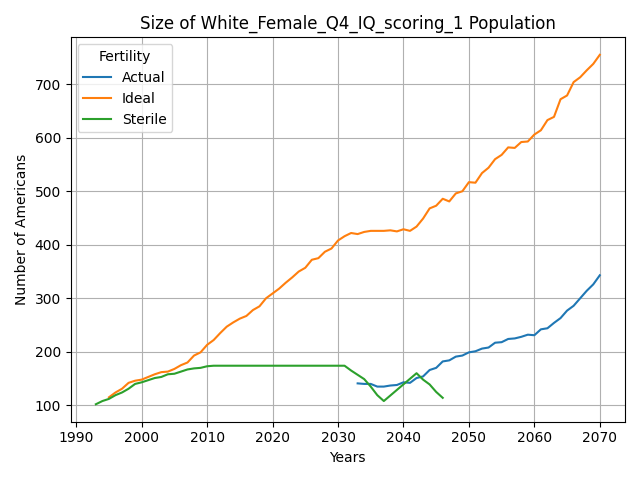 Size of White_Female_Q4_IQ_scoring_1 Population
Fertility
Actual
Ideal
Sterile
Number of Americans
700
600
500
400
300
200
100
1990 2000 2010 2020 2030 2040 2050 2060 2070
Years